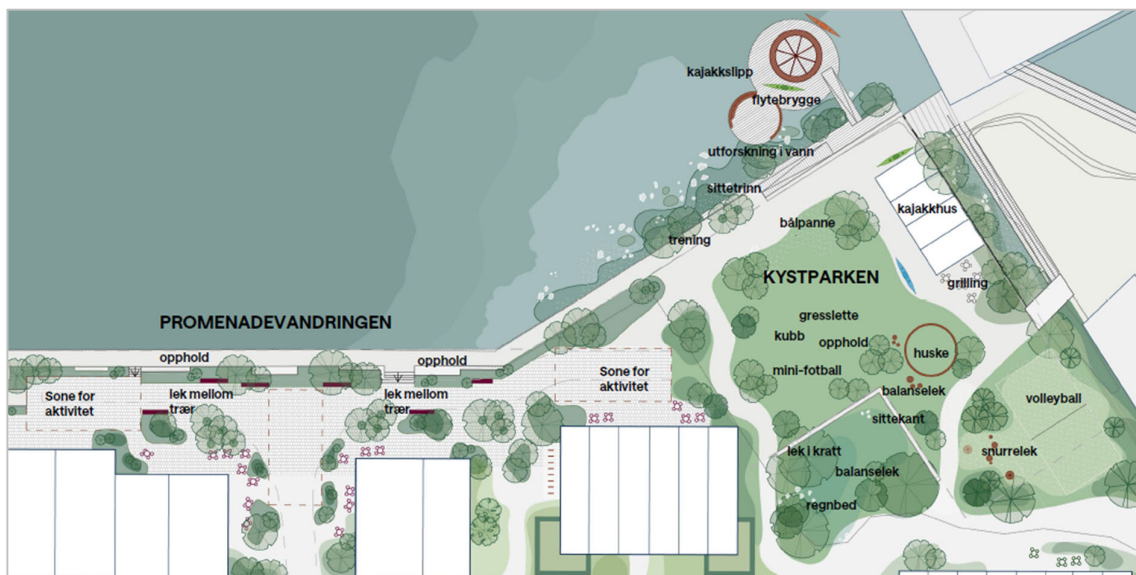 kajakkslipp
flytebrygge
utforskning i vann
sittetrinn
kajakkhus
bålpanne
trening
KYSTPARKEN
grilling
PROMENADEVANDRINGEN
gresslette
kubb
opphold
huske
opphold
opphold
mini-fotball
Sone for
aktivitet
balanselek
Sone for
aktivitet
lek mellom
trær
lek mellom
trær
volleyball
sittekant
lek i kratt
snurrelek
balanselek
regnbed